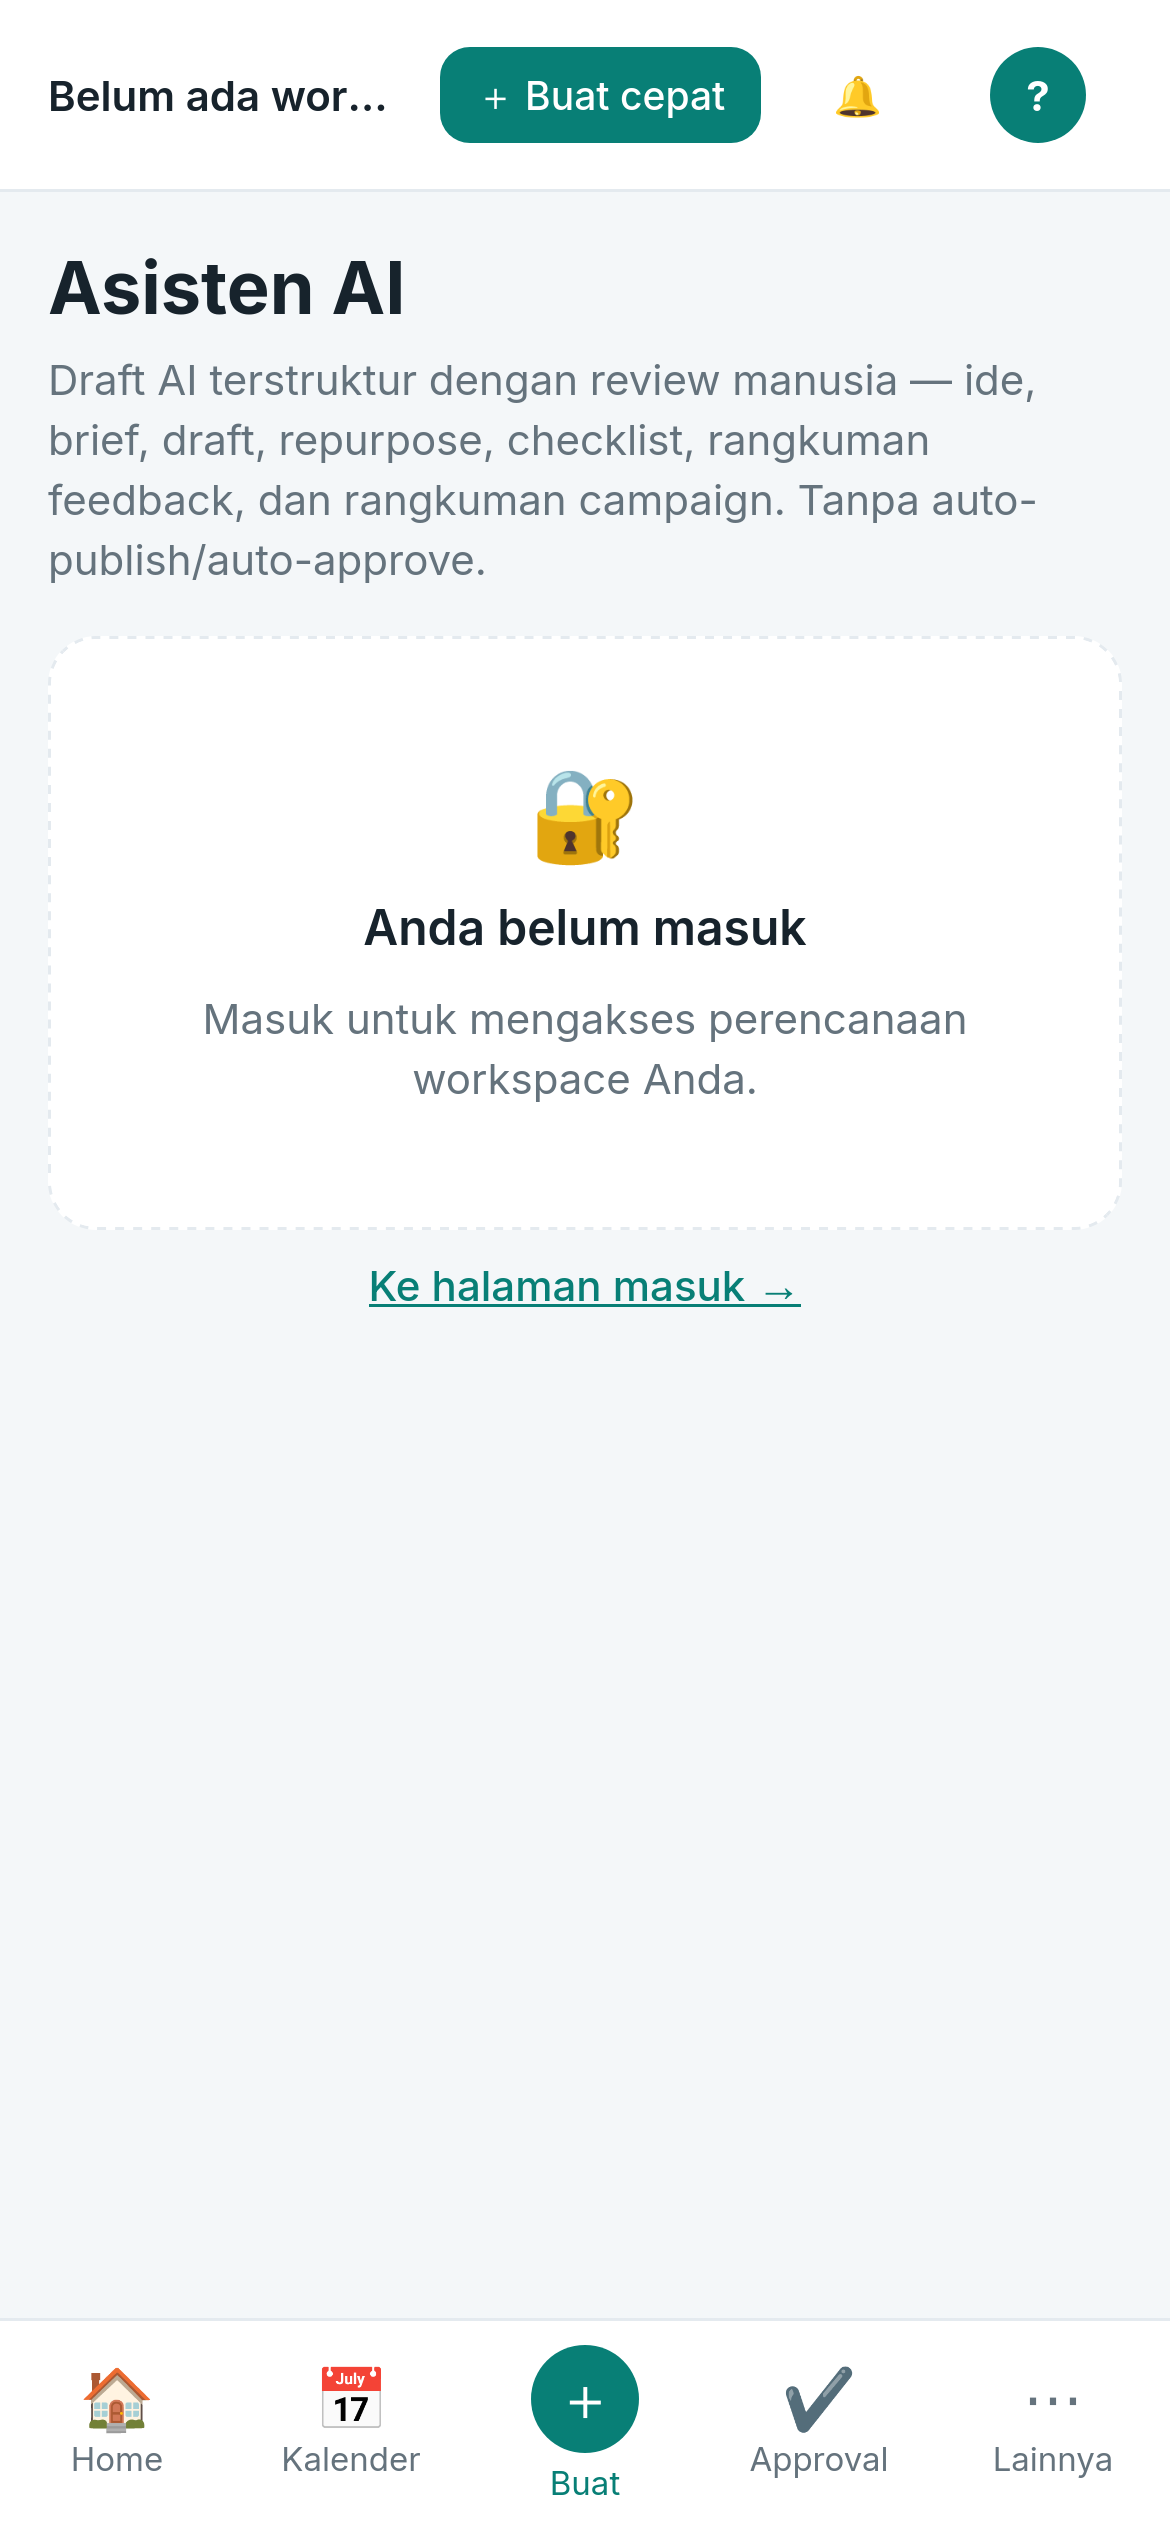 Belum ada wor...
+ Buat cepat
?
Asisten AI
Draft AI terstruktur dengan review manusia — ide,
brief, draft, repurpose, checklist, rangkuman
feedback, dan rangkuman campaign. Tanpa auto-
publish/auto-approve.
Anda belum masuk
Masuk untuk mengakses perencanaan
workspace Anda.
Ke halaman masuk →
July
17
+
Home
Kalender
Buat
Approval
Lainnya